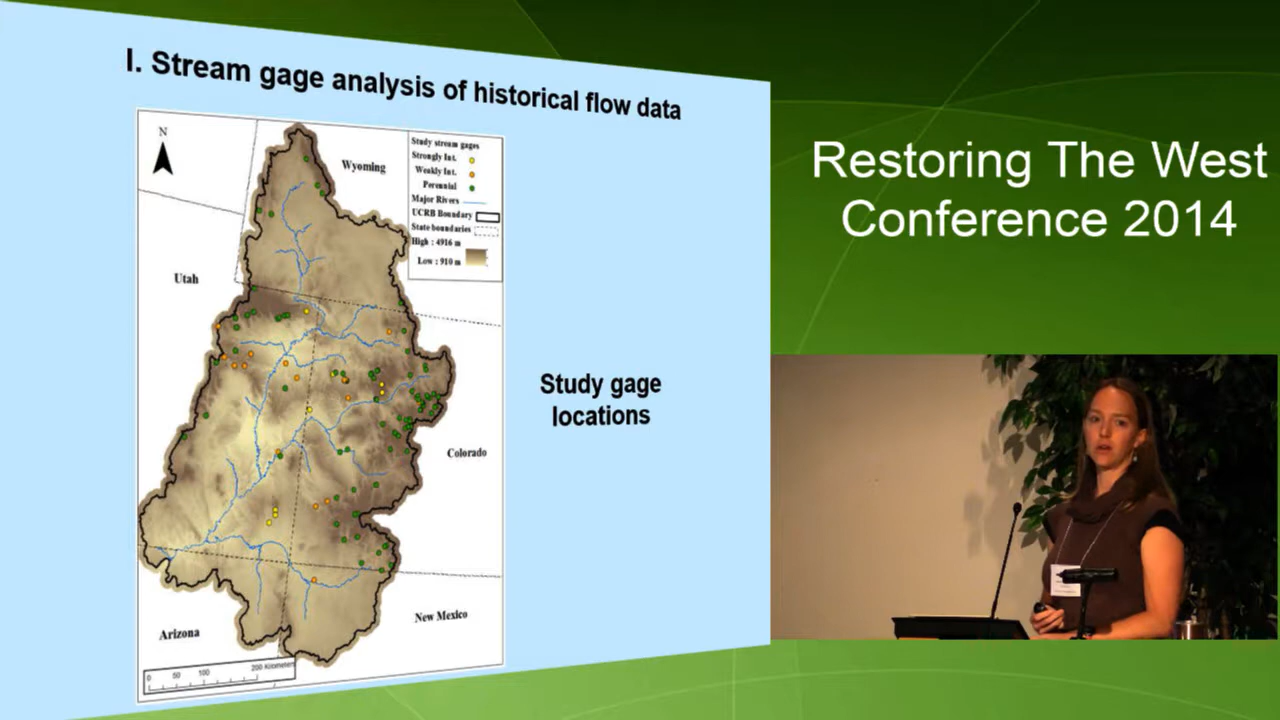 I. Stream gage analysis of historical flow data
N
Wyoming
Study stream gages
Strongly Int.
Weakly Int.
Perennial
Major Rivers
UCRB Boundary
State boundaries
High : 4916 m
Low : 910 m
Utah
Study gage
locations
Colorado
New Mexico
Arizona
0 50 100 200 Kilometers
Restoring The West
Conference 2014